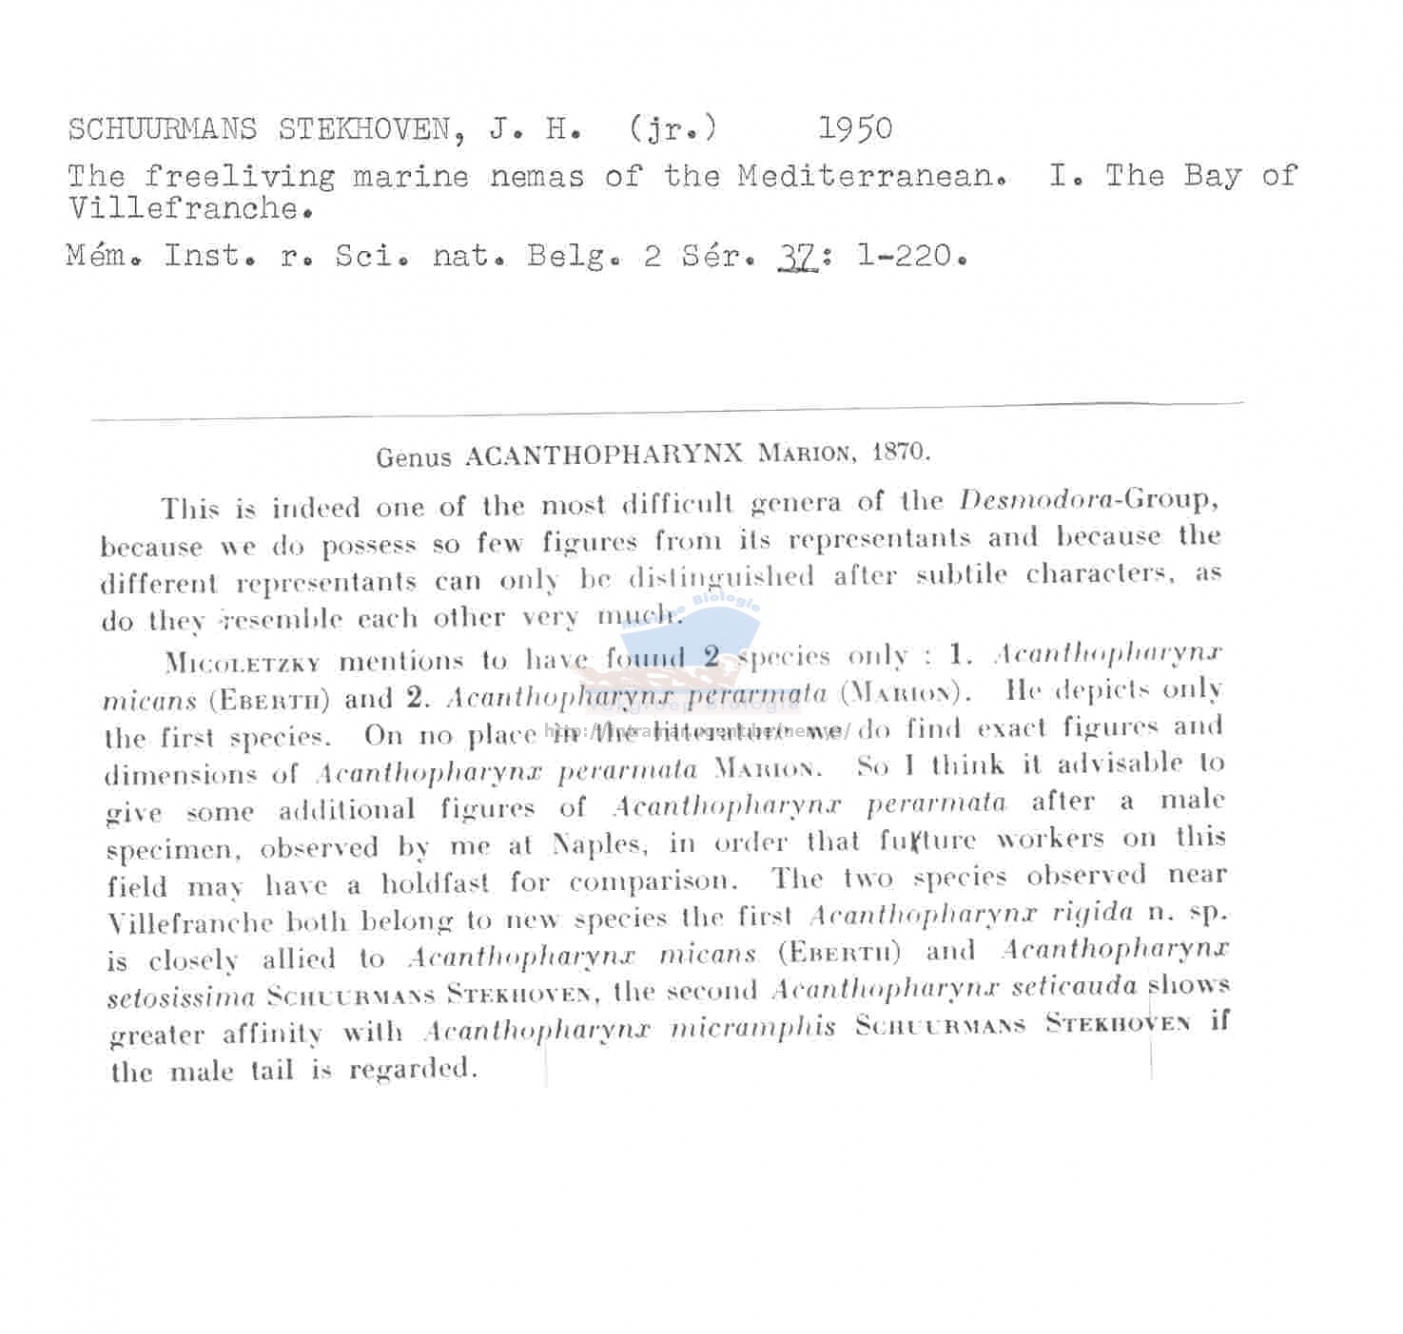 SCHUURMANS STEKHOVEN, J. H. (jr.) 1950
The freeliving marine nemas of the Mediterranean. I. The Bay of
Villefranche.
Mém. Inst. r. Sci. nat. Belg. 2 Sér. 37: 1-220.
Genus ACANTHOPHARYNX MARION, 1870.
This is indeed one of the most difficult genera of the Desmodora-Group,
because we do possess so few figures from its representants and because the
different representants can only be distinguished after subtile characters, as
do they resemble each other very much.
Biologie
MICOLETZKY mentions to have found 2 species only : 1. Acanthopharynx
micans (EBERTH) and 2. Acanthopharynx perarmata (MARION). He depicts only
the first species. On no place in the litterature we do find exact figures and
dimensions of Acanthopharynx perarmata MARION. So I think it advisable to
give some additional figures of Acanthopharynx perarmata after a male
specimen, observed by me at Naples, in order that future workers on this
field may have a holdfast for comparison. The two species observed near
Villefranche both belong to new species the first Acanthopharynx rigida n. sp.
is closely allied to Acanthopharynx micans (EBERTH) and Acanthopharynx
setosissima SCHUURMANS STEKHOVEN, the second Acanthopharynx seticauda shows
greater affinity with Acanthopharynx micramphis SCHUURMANS STEKHOVEN if
the male tail is regarded.